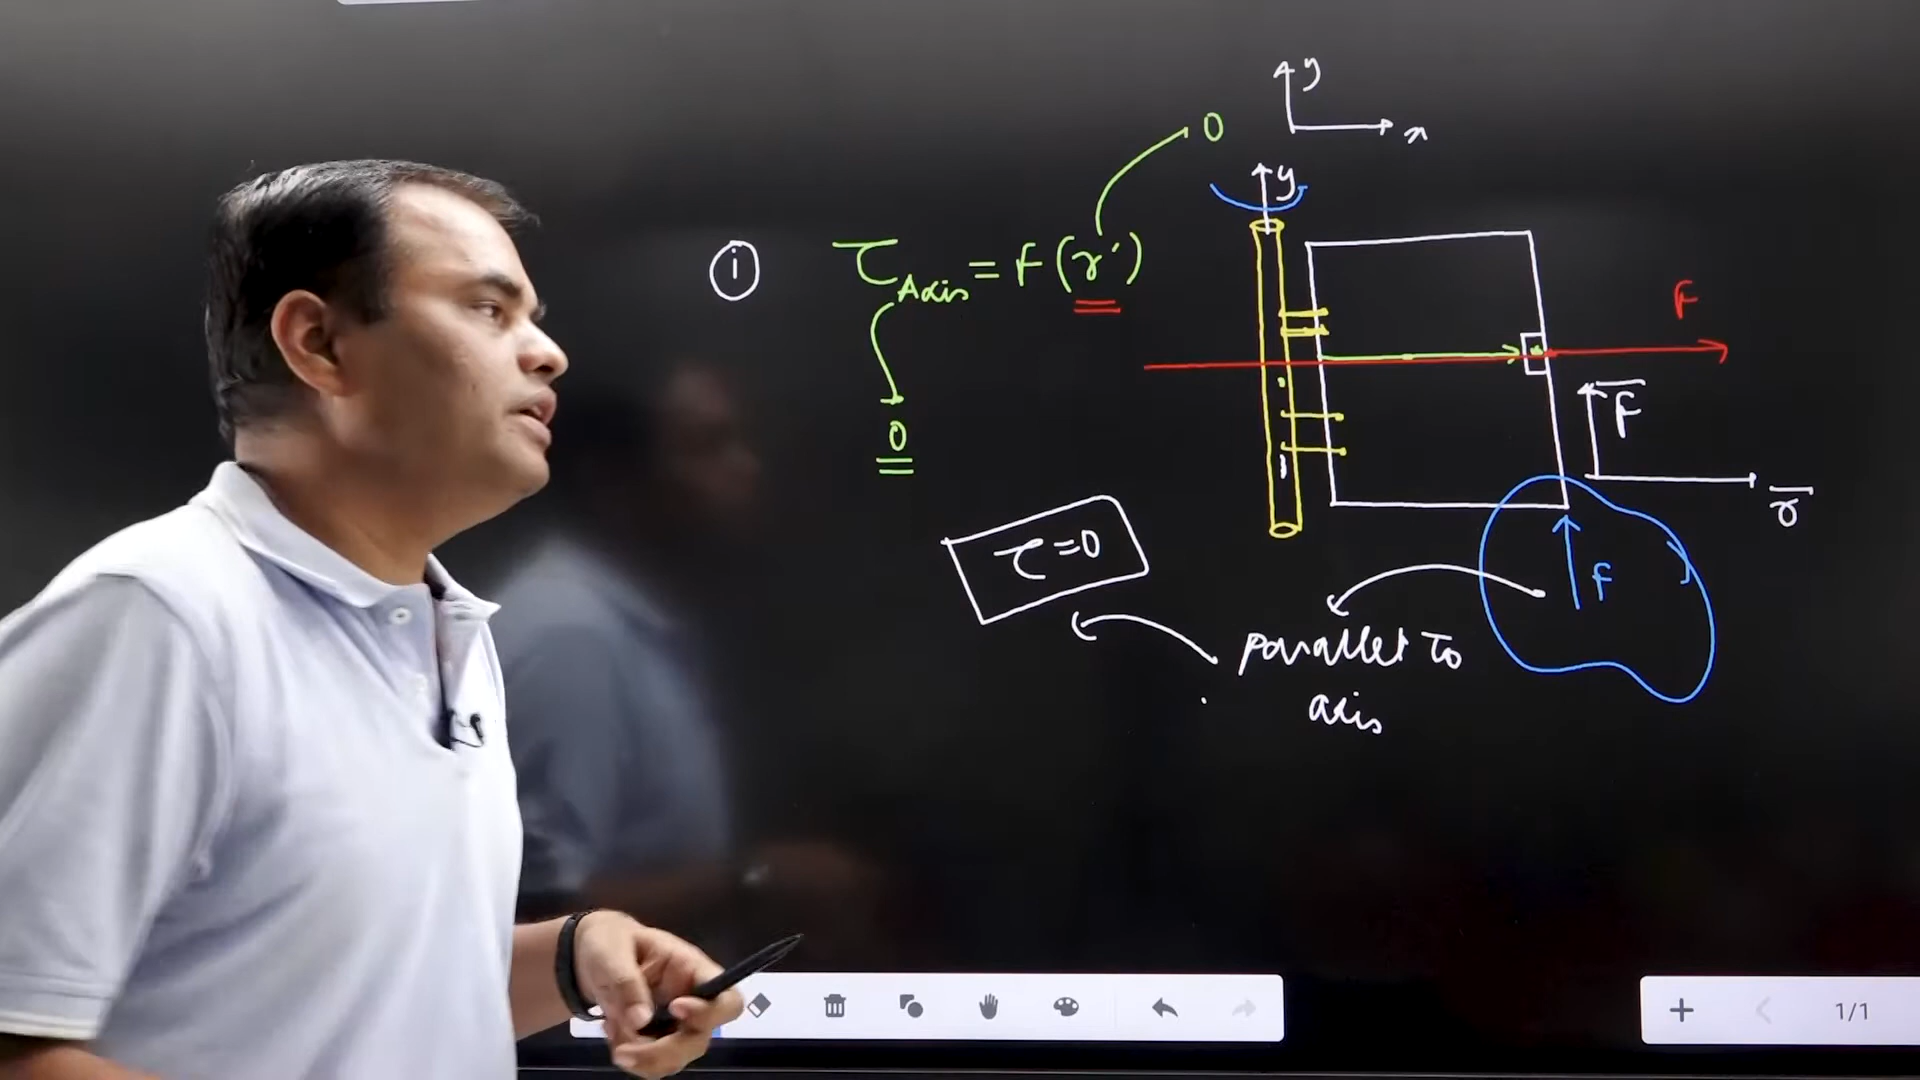 y
x
0
y
i
τAxis = F(r')
F
0
F
r
τ=0
F
parallel to
axis
1/1